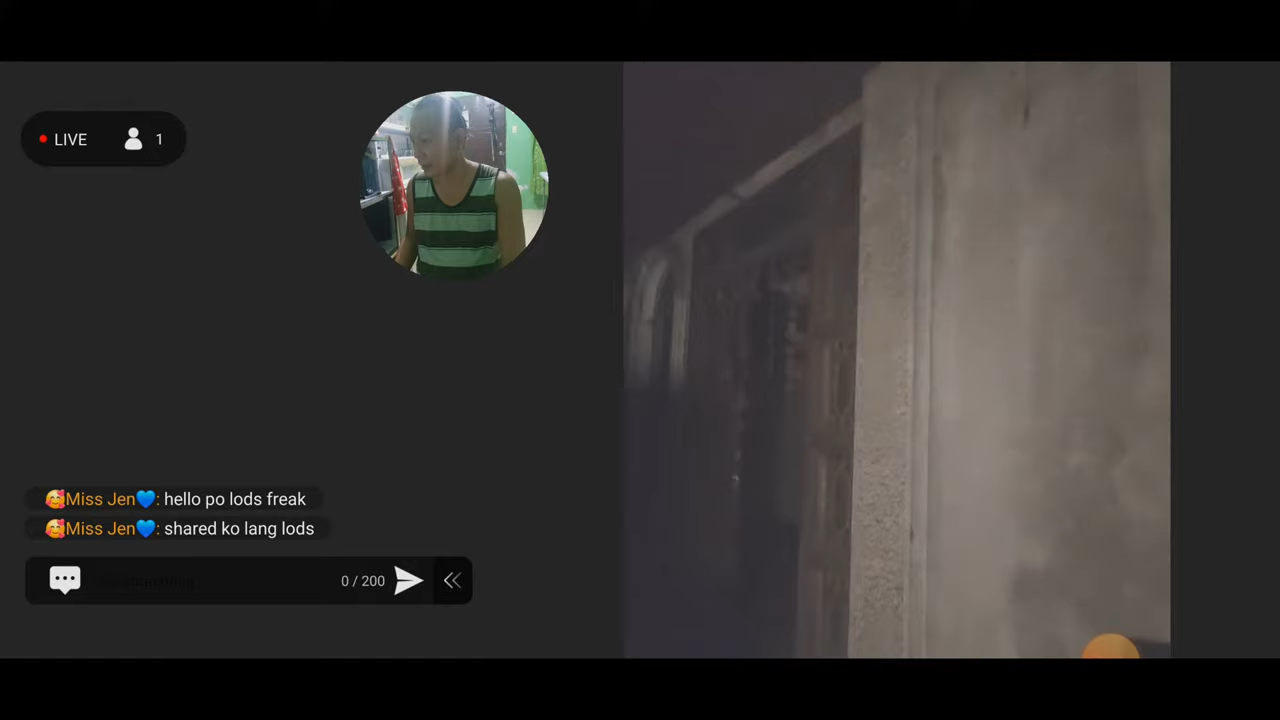 LIVE 1
🥰Miss Jen💙: hello po lods freak
🥰Miss Jen💙: shared ko lang lods
0 / 200